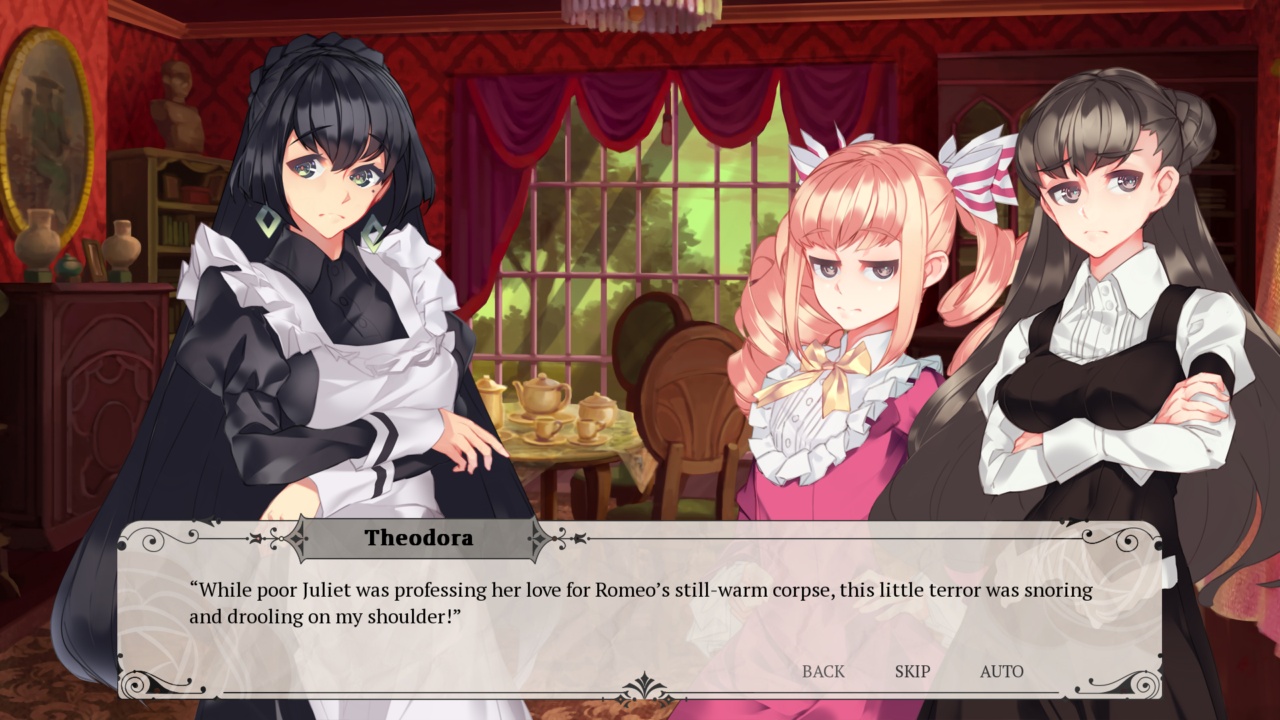 Theodora
“While poor Juliet was professing her love for Romeo’s still-warm corpse, this little terror was snoring
and drooling on my shoulder!”
BACK SKIP AUTO